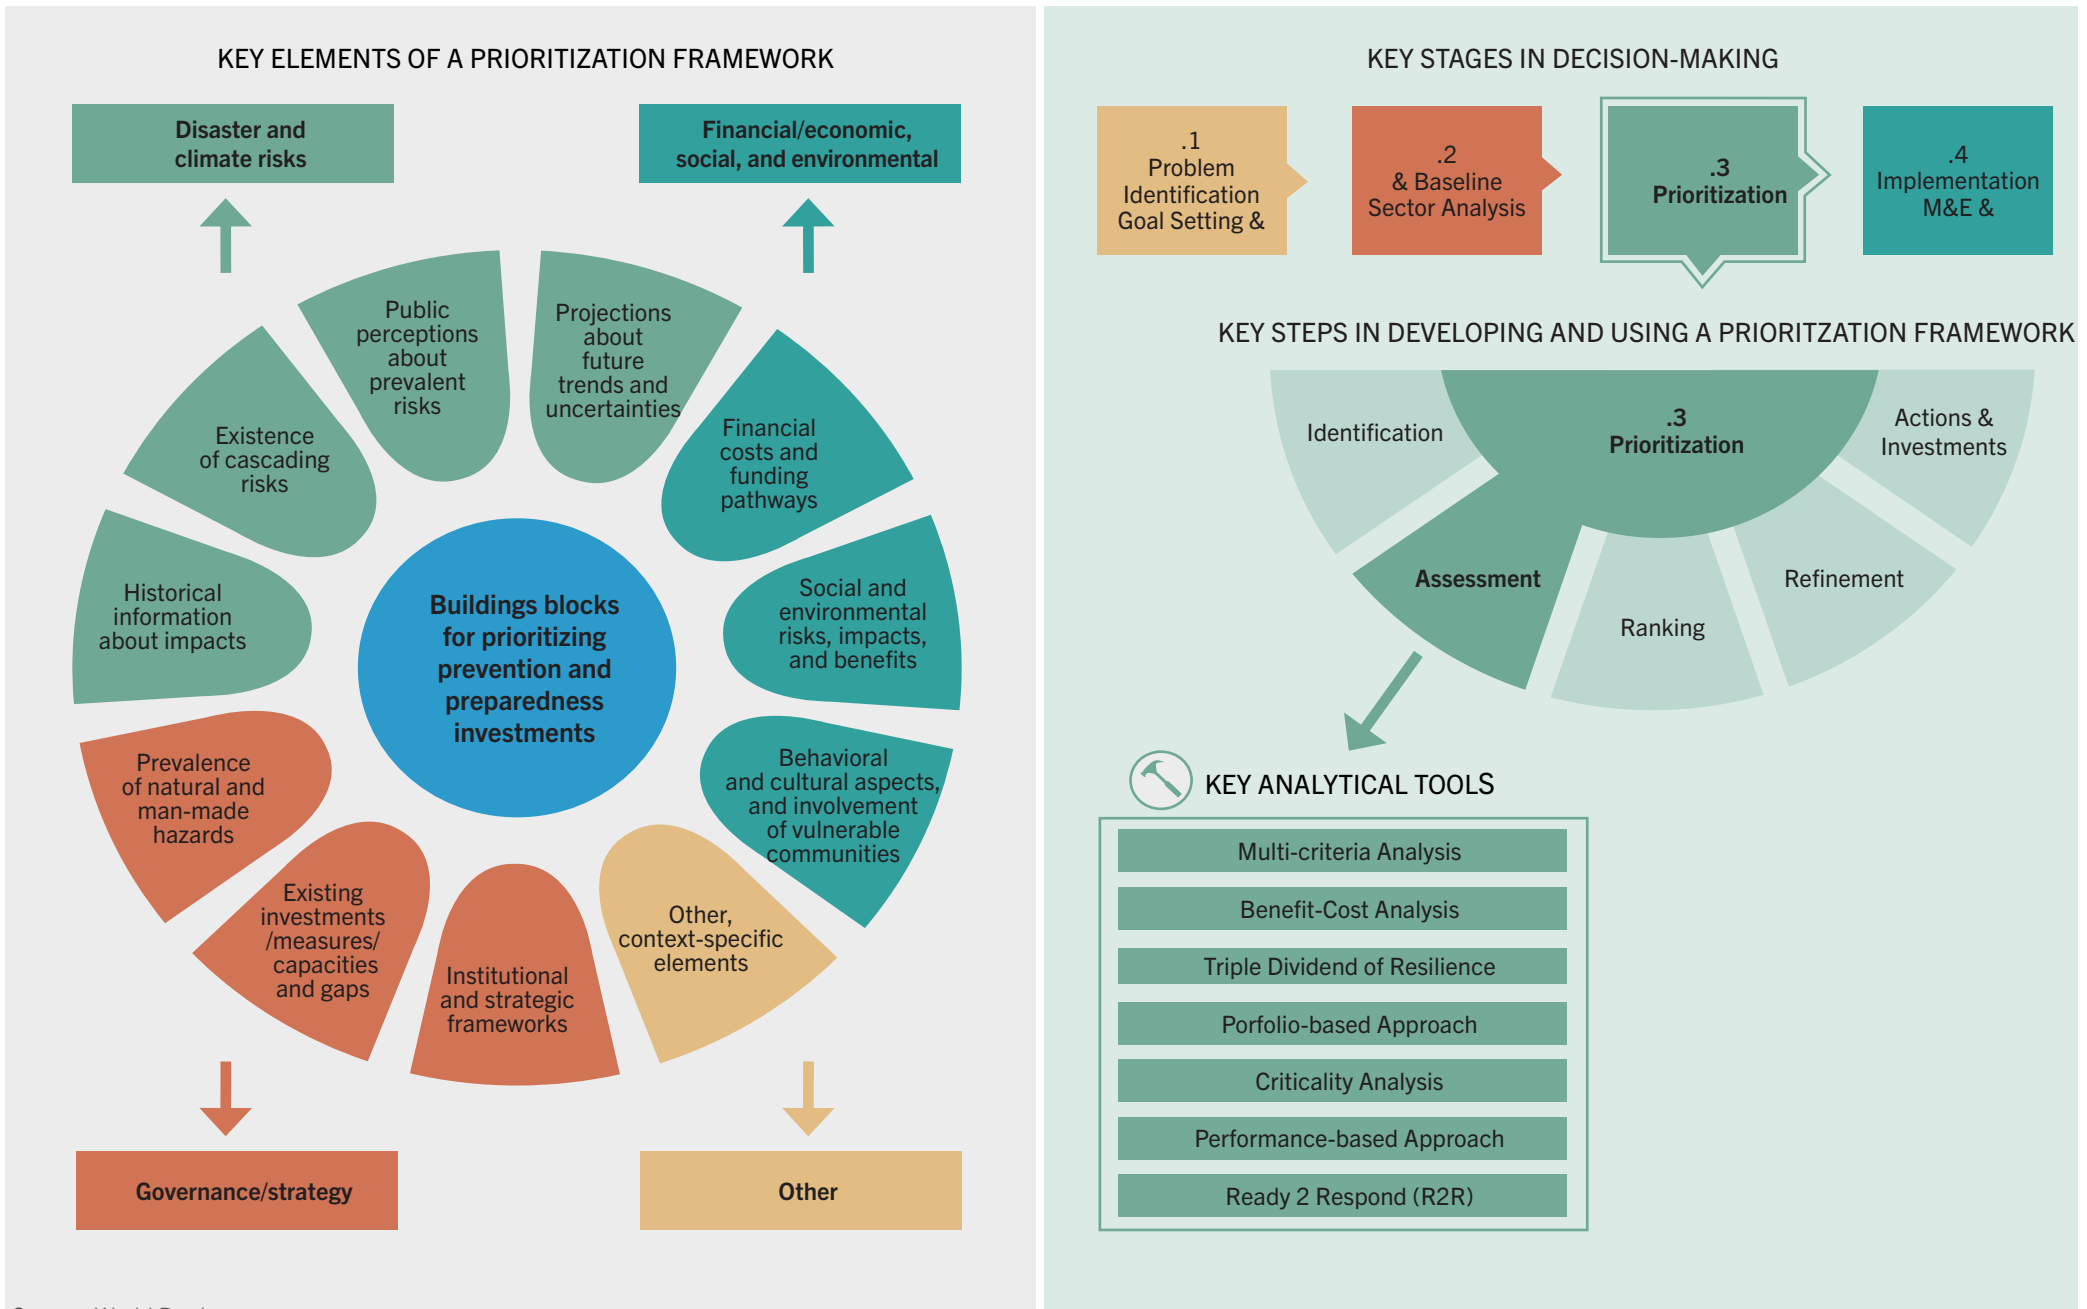 KEY ELEMENTS OF A PRIORITIZATION FRAMEWORK
Disaster and
climate risks
Financial/economic,
social, and environmental
Public
perceptions
about
prevalent
risks
Projections
about
future
trends and
uncertainties
Existence
of cascading
risks
Financial
costs and
funding
pathways
Historical
information
about impacts
Social and
environmental
risks, impacts,
and benefits
Buildings blocks
for prioritizing
prevention and
preparedness
investments
Prevalence
of natural and
man-made
hazards
Behavioral
and cultural aspects,
and involvement
of vulnerable
communities
Existing
investments
/measures/
capacities
and gaps
Institutional
and strategic
frameworks
Other,
context-specific
elements
Governance/strategy
Other
KEY STAGES IN DECISION-MAKING
.1
Problem
Identification
Goal Setting &
.2
& Baseline
Sector Analysis
.3
Prioritization
.4
Implementation
M&E &
KEY STEPS IN DEVELOPING AND USING A PRIORITZATION FRAMEWORK
Identification
.3
Prioritization
Actions &
Investments
Assessment
Ranking
Refinement
KEY ANALYTICAL TOOLS
Multi-criteria Analysis
Benefit-Cost Analysis
Triple Dividend of Resilience
Porfolio-based Approach
Criticality Analysis
Performance-based Approach
Ready 2 Respond (R2R)